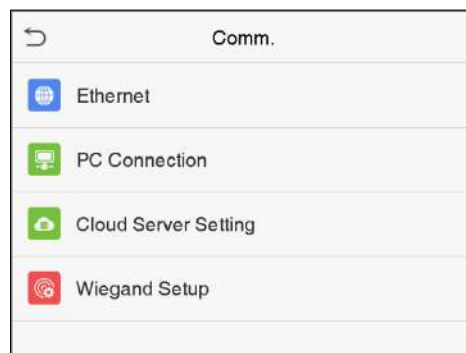 Comm.
Ethernet
PC Connection
Cloud Server Setting
Wiegand Setup